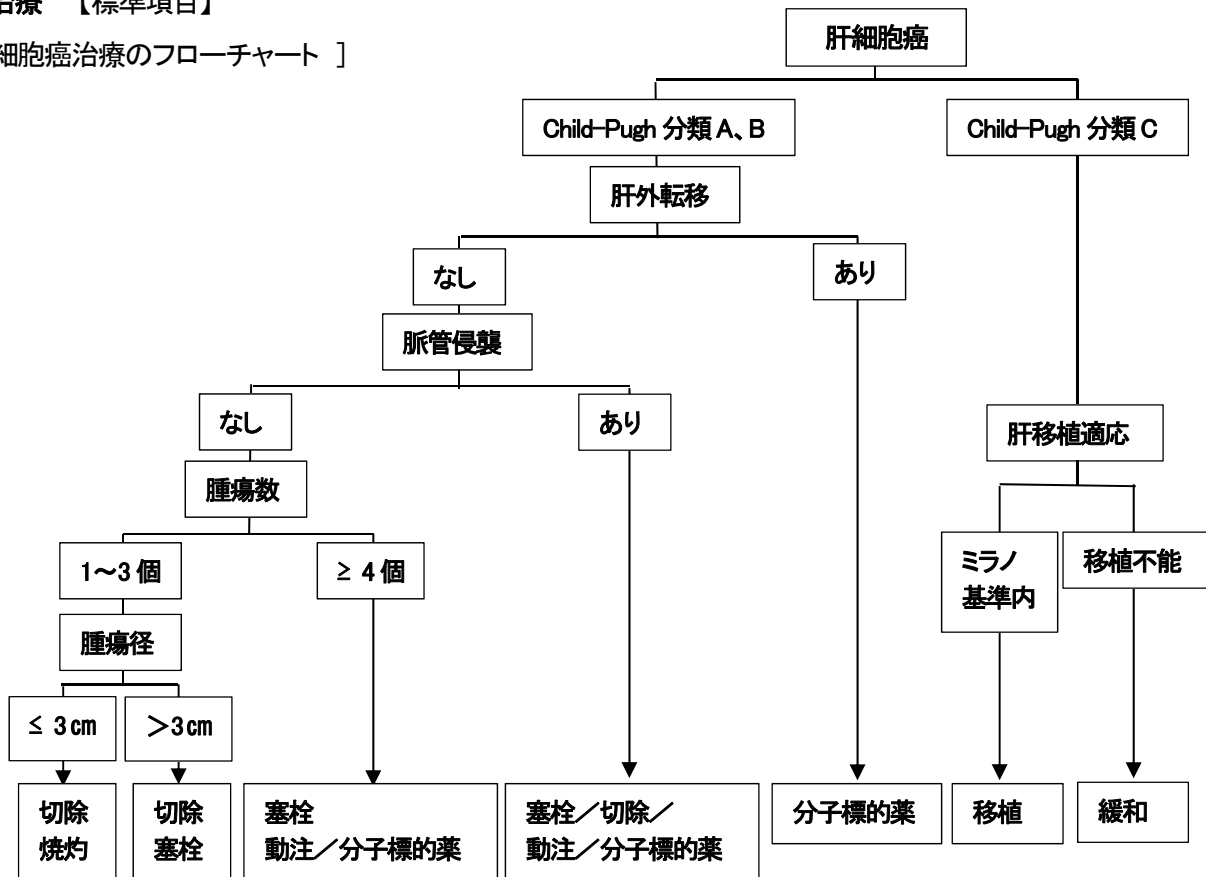 治療 【標準項目】
細胞癌治療のフローチャート ]
肝細胞癌
Child-Pugh 分類 A、B
Child-Pugh 分類 C
肝外転移
なし
あり
脈管侵襲
なし
あり
肝移植適応
腫瘍数
1～3 個
≥ 4 個
ミラノ
基準内
移植不能
腫瘍径
≤ 3 cm
＞3 cm
切除
焼灼
切除
塞栓
塞栓
動注／分子標的薬
塞栓／切除／
動注／分子標的薬
分子標的薬
移植
緩和